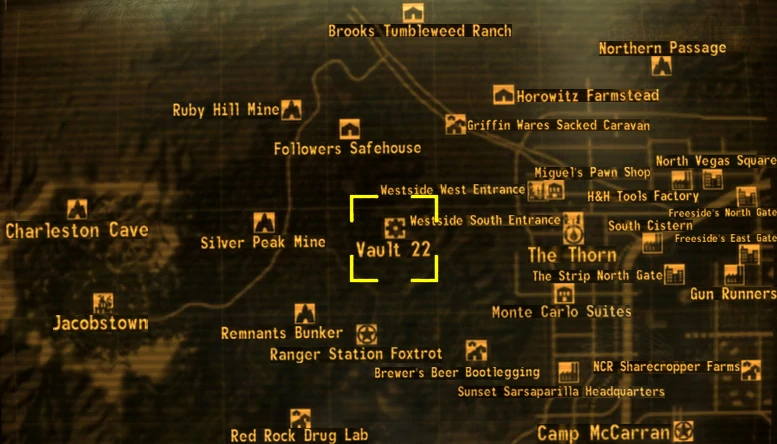 Brooks Tumbleweed Ranch
Northern Passage
Horowitz Farmstead
Ruby Hill Mine
Griffin Wares Sacked Caravan
Followers Safehouse
North Vegas Square
Miguel's Pawn Shop
Westside West Entrance
H&H Tools Factory
Freeside's North Gate
Charleston Cave
Westside South Entrance
South Cistern
Silver Peak Mine
Vault 22
Freeside's East Gate
The Thorn
The Strip North Gate
Gun Runners
Jacobstown
Monte Carlo Suites
Remnants Bunker
Ranger Station Foxtrot
Brewer's Beer Bootlegging
NCR Sharecropper Farms
Sunset Sarsaparilla Headquarters
Red Rock Drug Lab
Camp McCarran